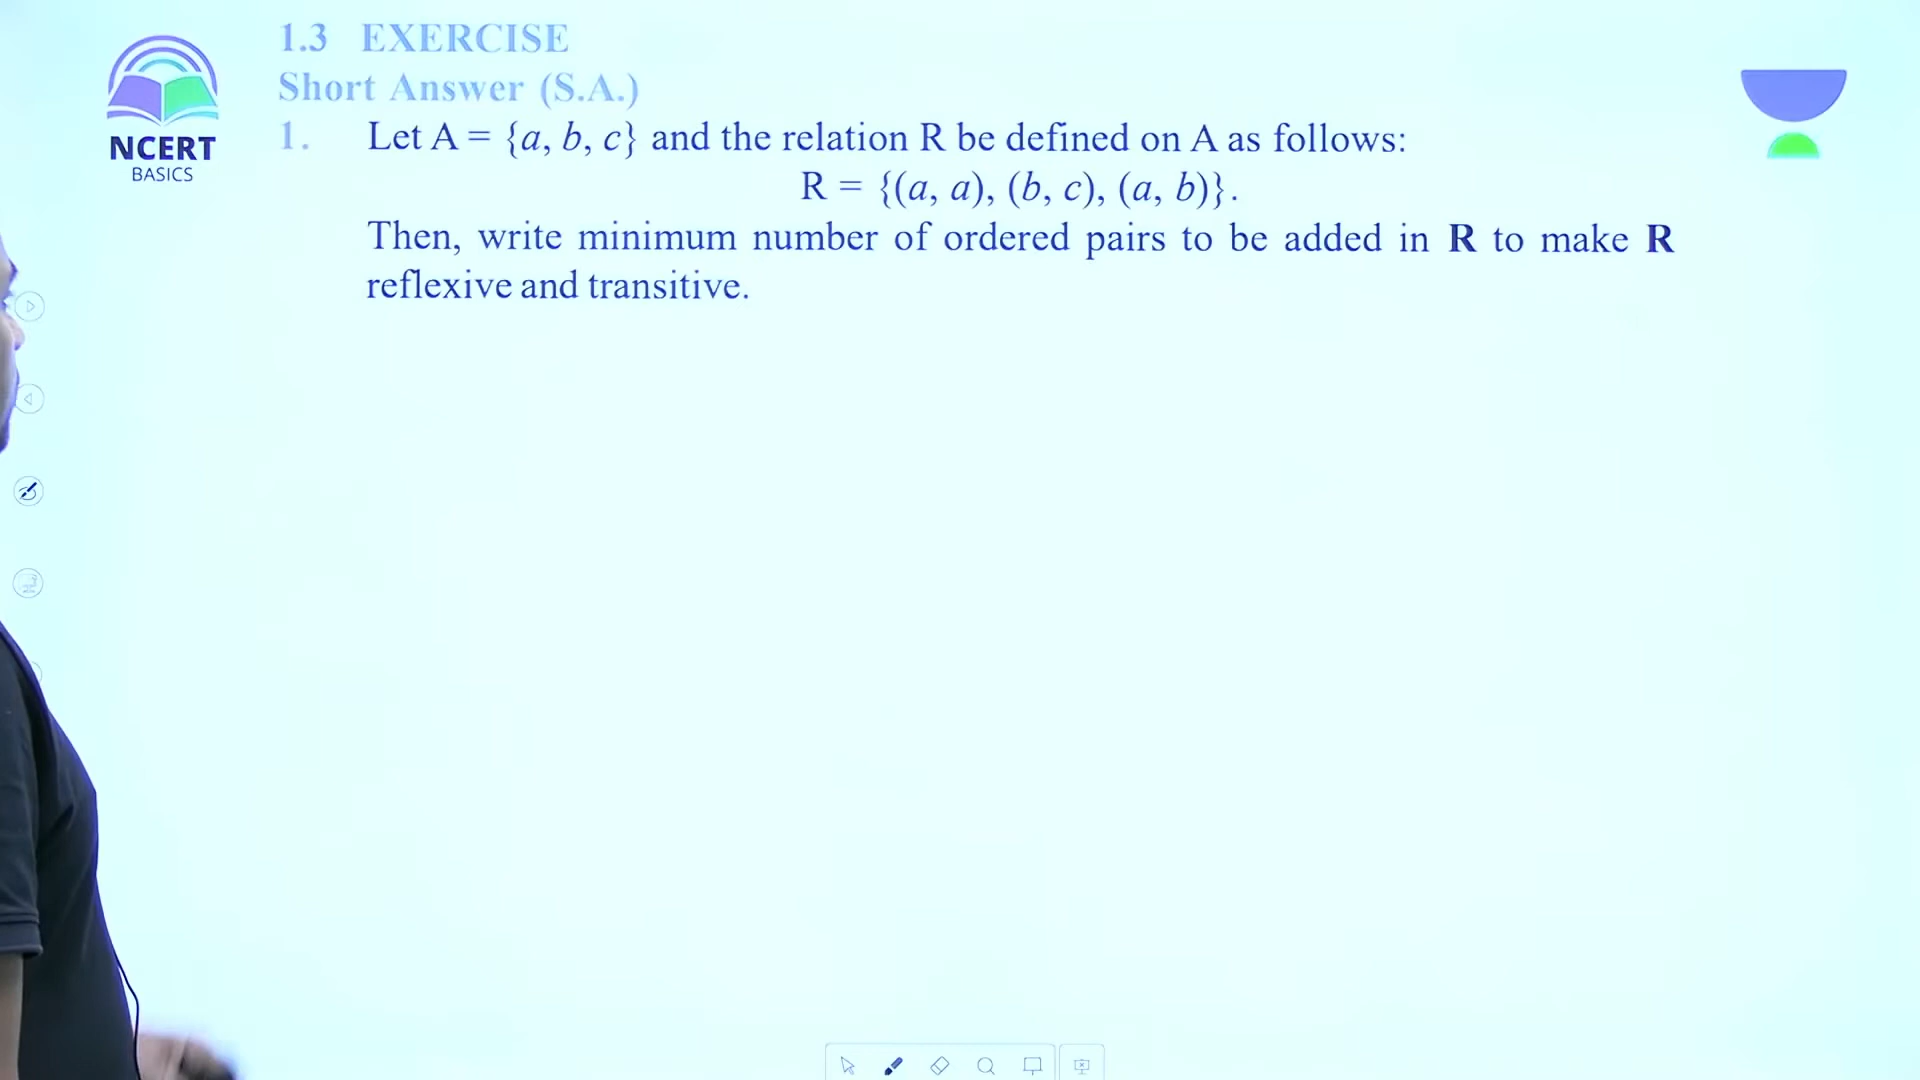 NCERT
BASICS
1.3 EXERCISE
Short Answer (S.A.)
1. Let A = {a, b, c} and the relation R be defined on A as follows:
R = {(a, a), (b, c), (a, b)}.
Then, write minimum number of ordered pairs to be added in R to make R
reflexive and transitive.